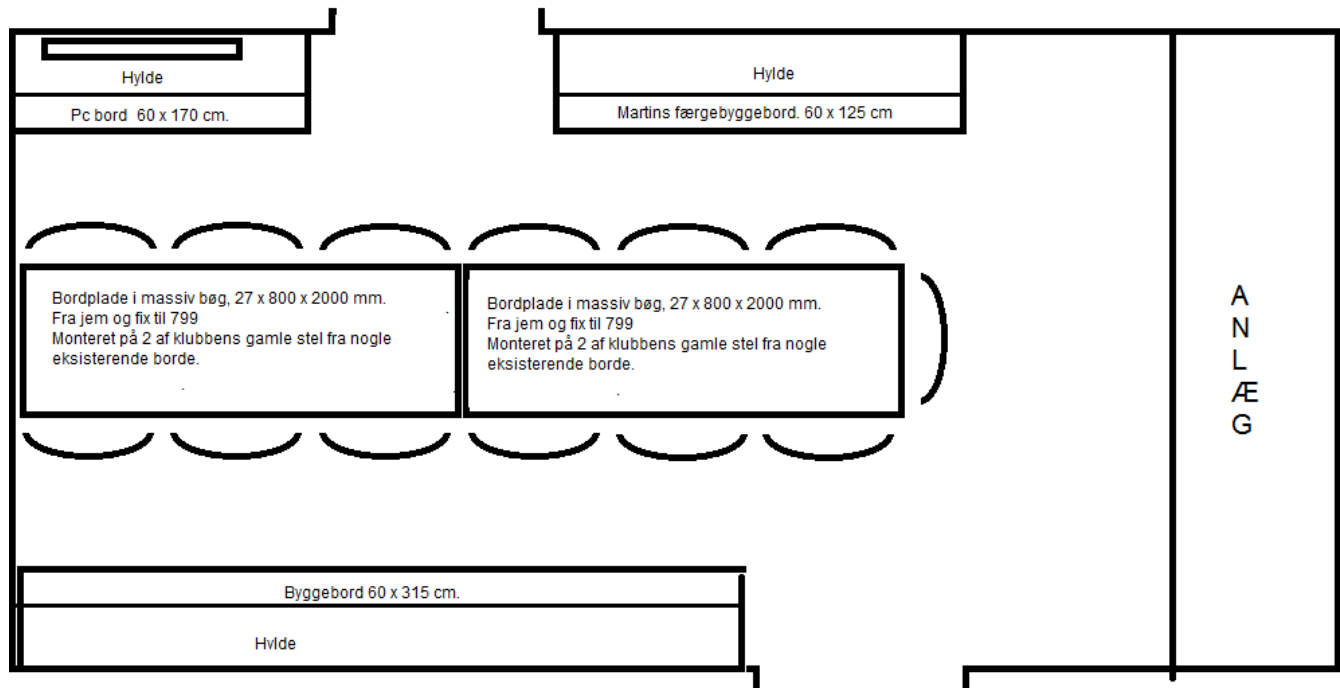 Hylde
Pc bord 60 x 170 cm.
Hylde
Martins færgebyggebord. 60 x 125 cm
Bordplade i massiv bøg, 27 x 800 x 2000 mm.
Fra jem og fix til 799
Monteret på 2 af klubbens gamle stel fra nogle
eksisterende borde.
Bordplade i massiv bøg, 27 x 800 x 2000 mm.
Fra jem og fix til 799
Monteret på 2 af klubbens gamle stel fra nogle
eksisterende borde.
A
N
L
Æ
G
Byggebord 60 x 315 cm.
Hylde